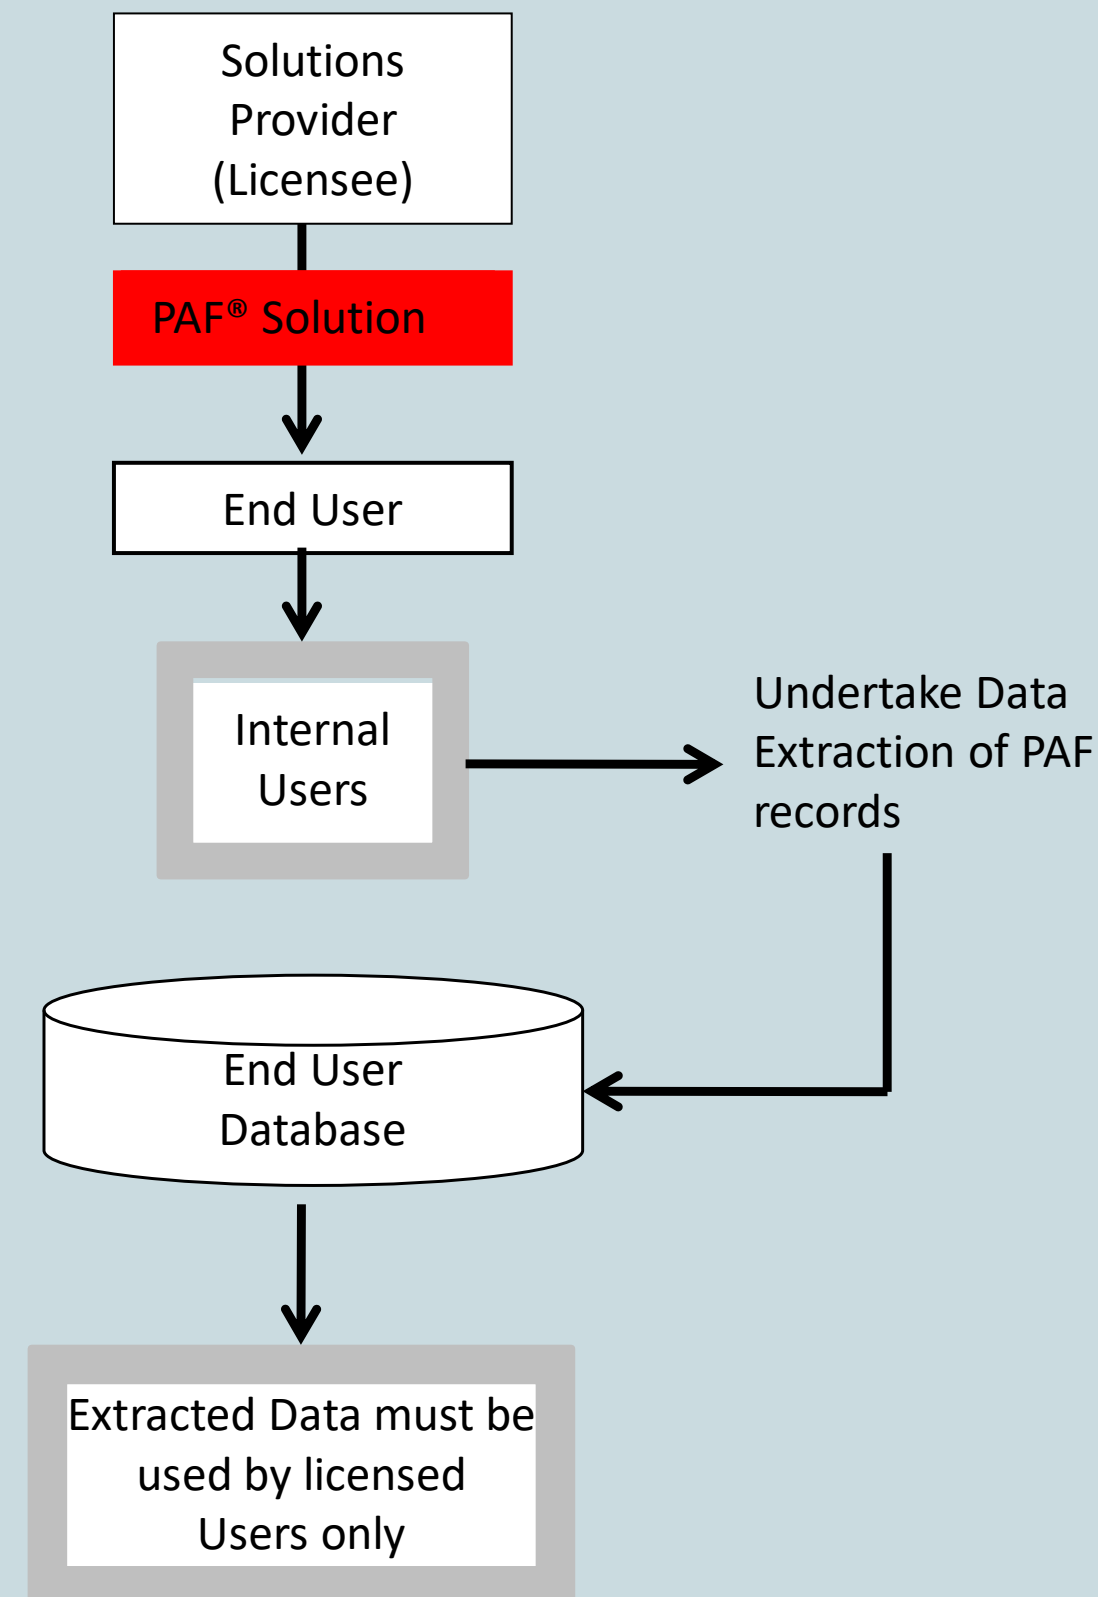 Solutions
Provider
(Licensee)
PAF® Solution
End User
Internal
Users
Undertake Data
Extraction of PAF
records
End User
Database
Extracted Data must be
used by licensed
Users only